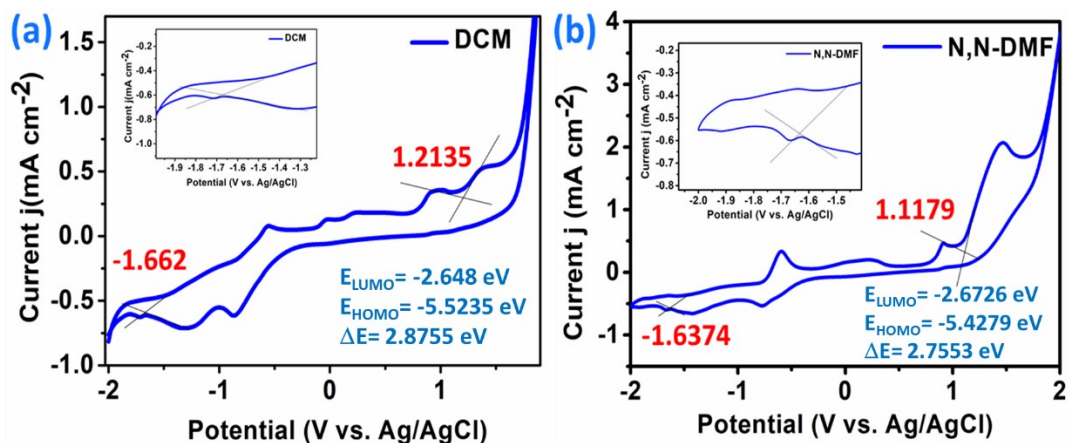 (a)
DCM
1.5
1.0
0.5
0.0
-0.5
-1.0
Current j(mA cm-2)
-2
-1
0
1
Potential (V vs. Ag/AgCl)
DCM
-0.4
-0.6
-0.8
-1.0
Current j (mA cm-2)
-1.9 -1.8 -1.7 -1.6 -1.5 -1.4 -1.3
Potential (V vs. Ag/AgCl)
1.2135
-1.662
ELUMO= -2.648 eV
EHOMO= -5.5235 eV
ΔE= 2.8755 eV
(b)
N,N-DMF
4
3
2
1
0
-1
Current j (mA cm-2)
-2
-1
0
1
2
Potential (V vs. Ag/AgCl)
N,N-DMF
-0.2
-0.3
-0.4
-0.5
-0.6
-0.7
-0.8
Current j (mA cm-2)
-2.0 -1.9 -1.8 -1.7 -1.6 -1.5
Potential (V vs. Ag/AgCl)
1.1179
-1.6374
ELUMO= -2.6726 eV
EHOMO= -5.4279 eV
ΔE= 2.7553 eV